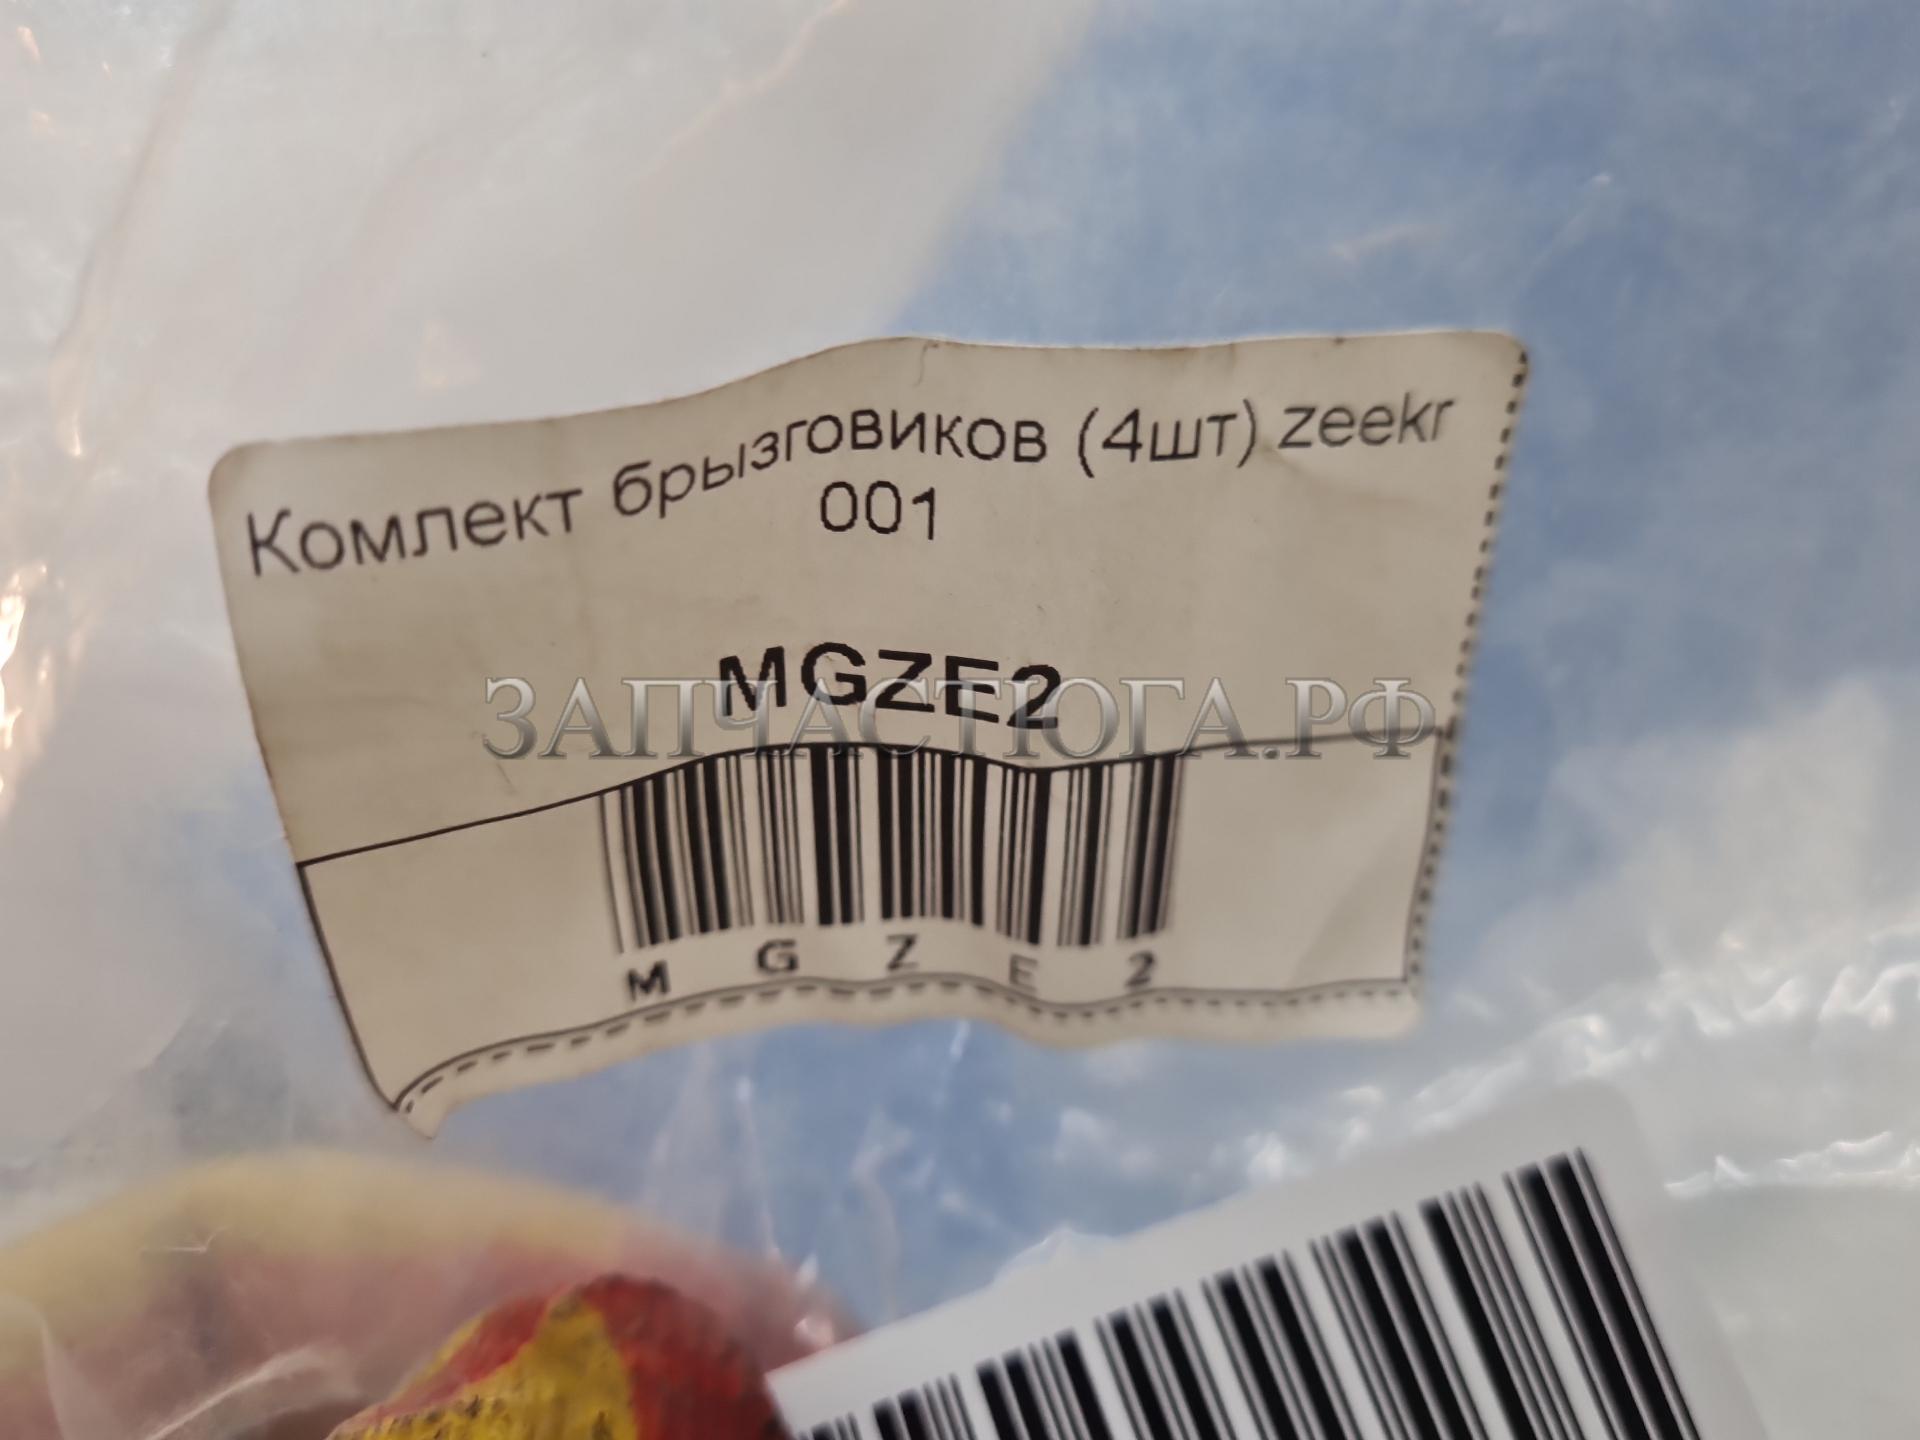 Комлект брызговиков (4шт) zeekr
001
MGZE2
ЗАПЧАСТЮГА.РФ
M G Z E 2